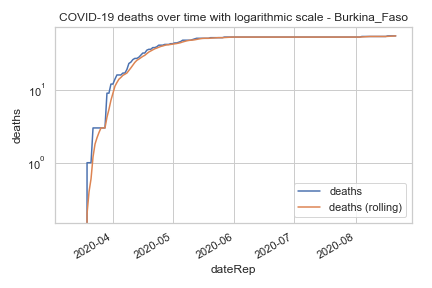 COVID-19 deaths over time with logarithmic scale - Burkina_Faso
deaths
10¹
10⁰
deaths
deaths (rolling)
2020-04
2020-05
2020-06
2020-07
2020-08
dateRep